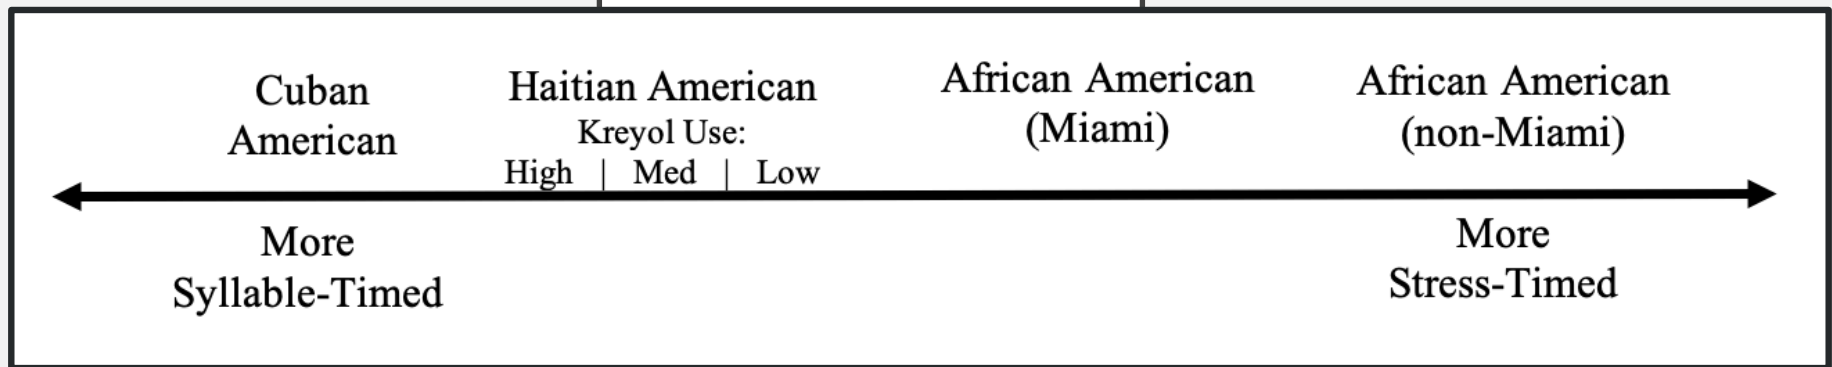 Cuban
American
Haitian American
Kreyol Use:
High | Med | Low
African American
(Miami)
African American
(non-Miami)
More
Syllable-Timed
More
Stress-Timed